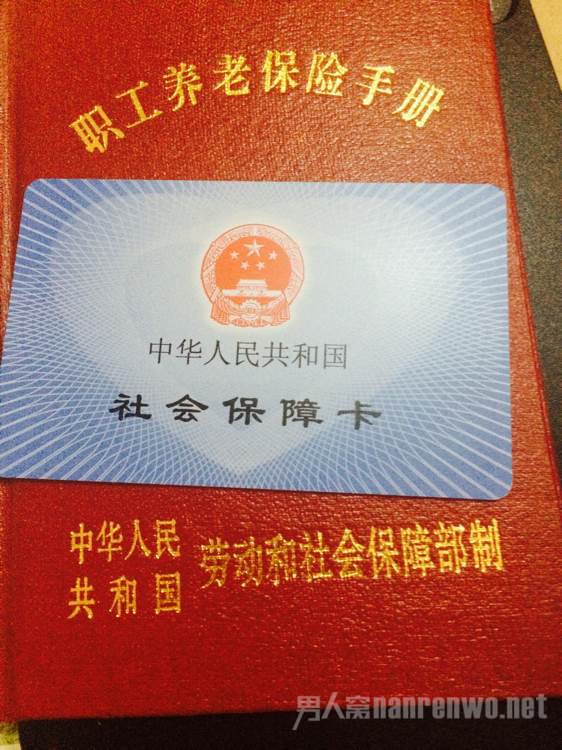 职工养老保险手册
中华人民共和国
社会保障卡
中华人民
共和国
劳动和社会保障部制
男人窝nanrenwo.net